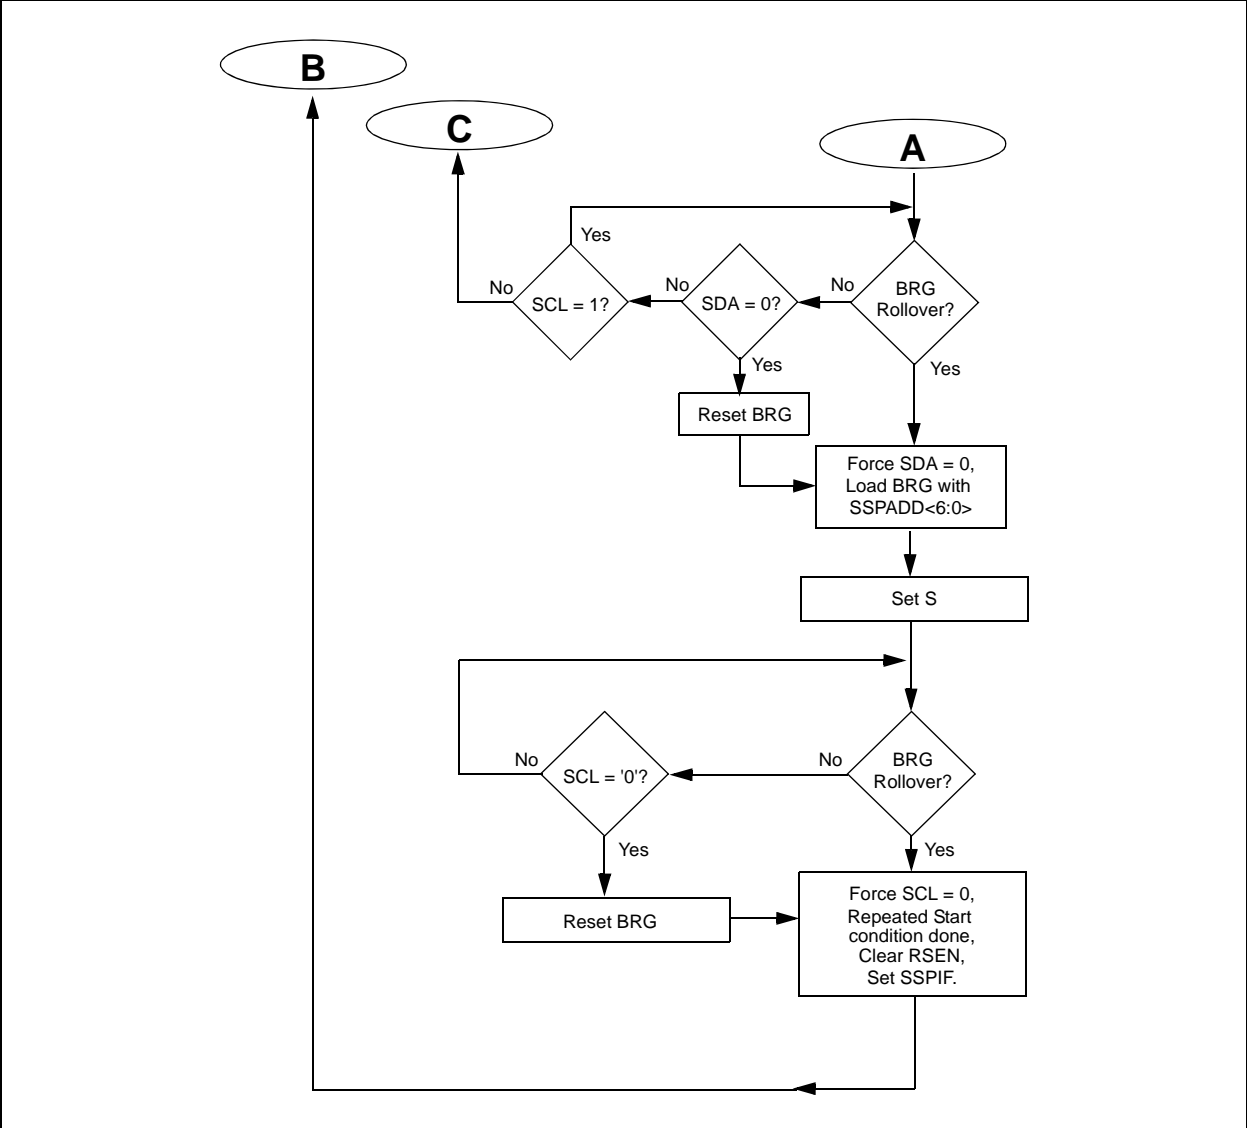 B
C
A
Yes
No
SCL = 1?
No
SDA = 0?
No
BRG
Rollover?
Yes
Yes
Reset BRG
Force SDA = 0,
Load BRG with
SSPADD<6:0>
Set S
No
SCL = '0'?
No
BRG
Rollover?
Yes
Yes
Reset BRG
Force SCL = 0,
Repeated Start
condition done,
Clear RSEN,
Set SSPIF.